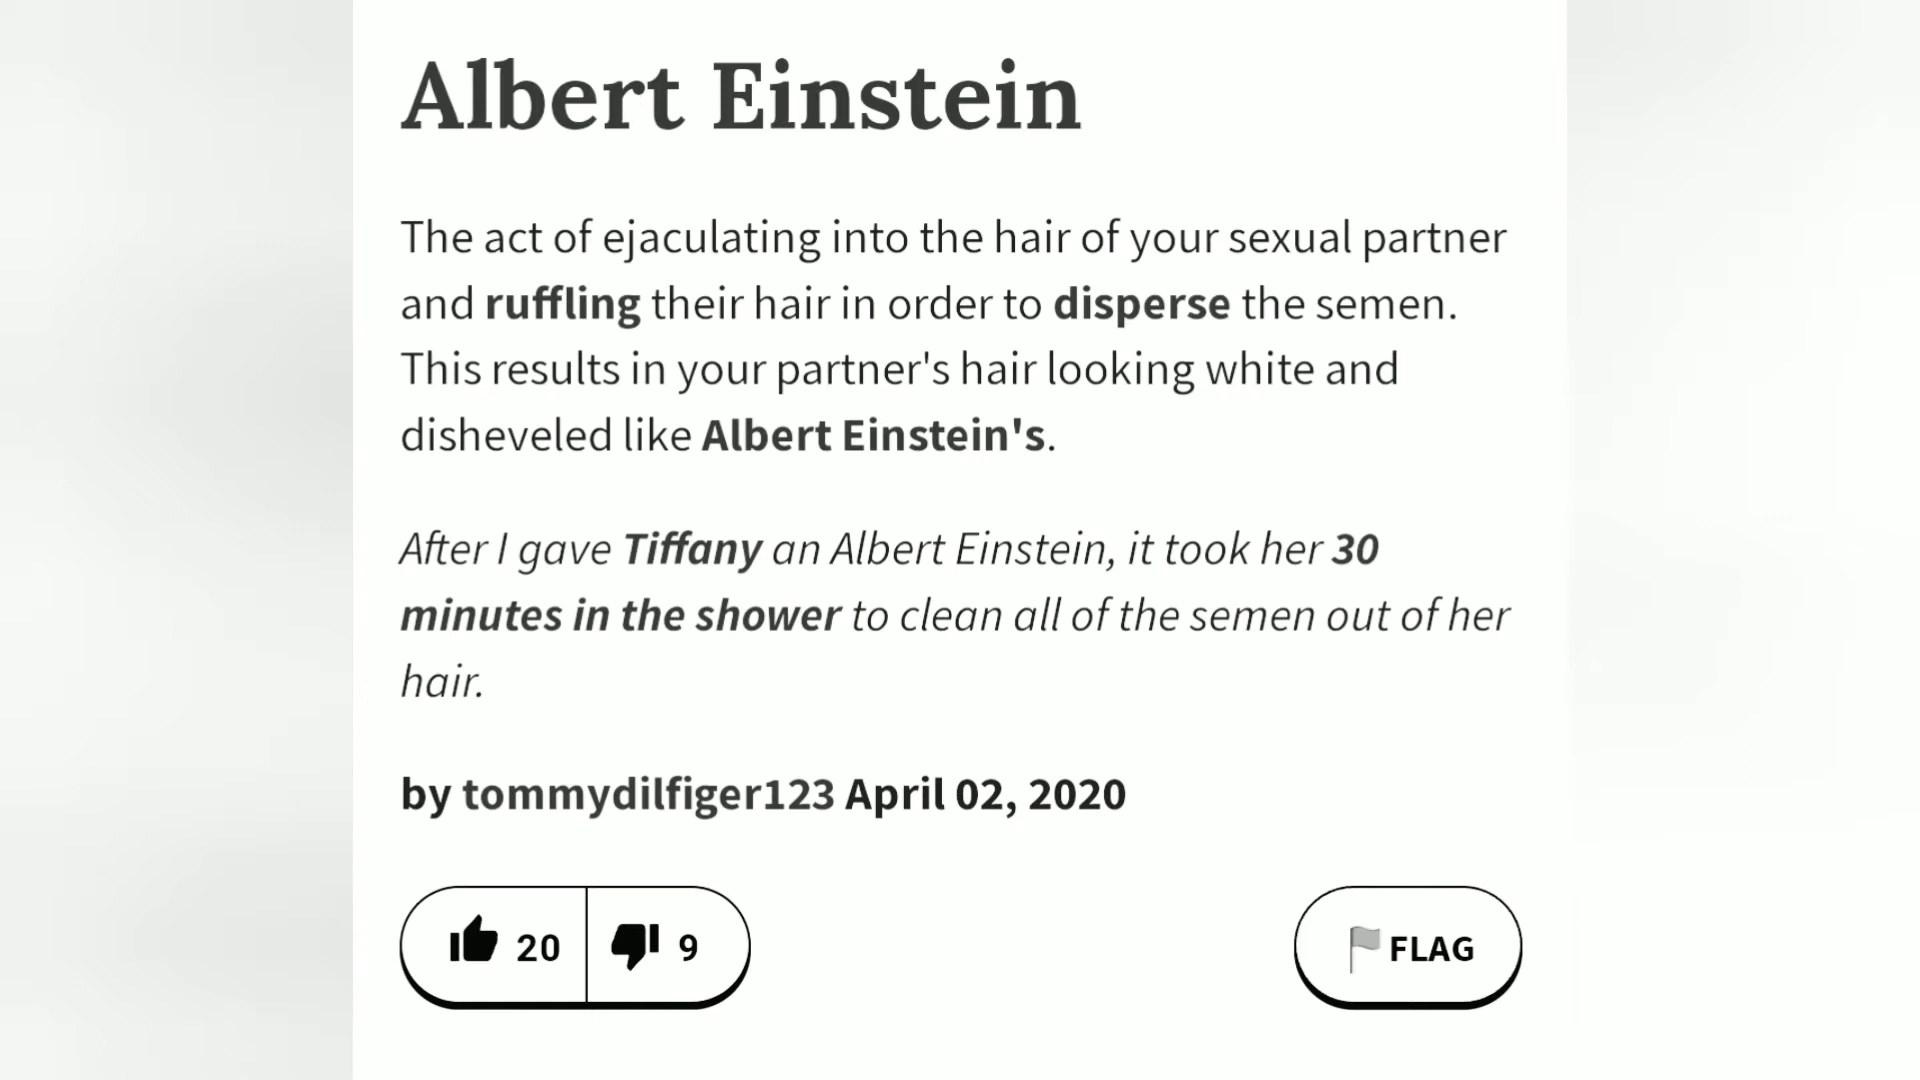 Albert Einstein
The act of ejaculating into the hair of your sexual partner
and ruffling their hair in order to disperse the semen.
This results in your partner's hair looking white and
disheveled like Albert Einstein's.
After I gave Tiffany an Albert Einstein, it took her 30
minutes in the shower to clean all of the semen out of her
hair.
by tommydilfiger123 April 02, 2020
20 9 FLAG